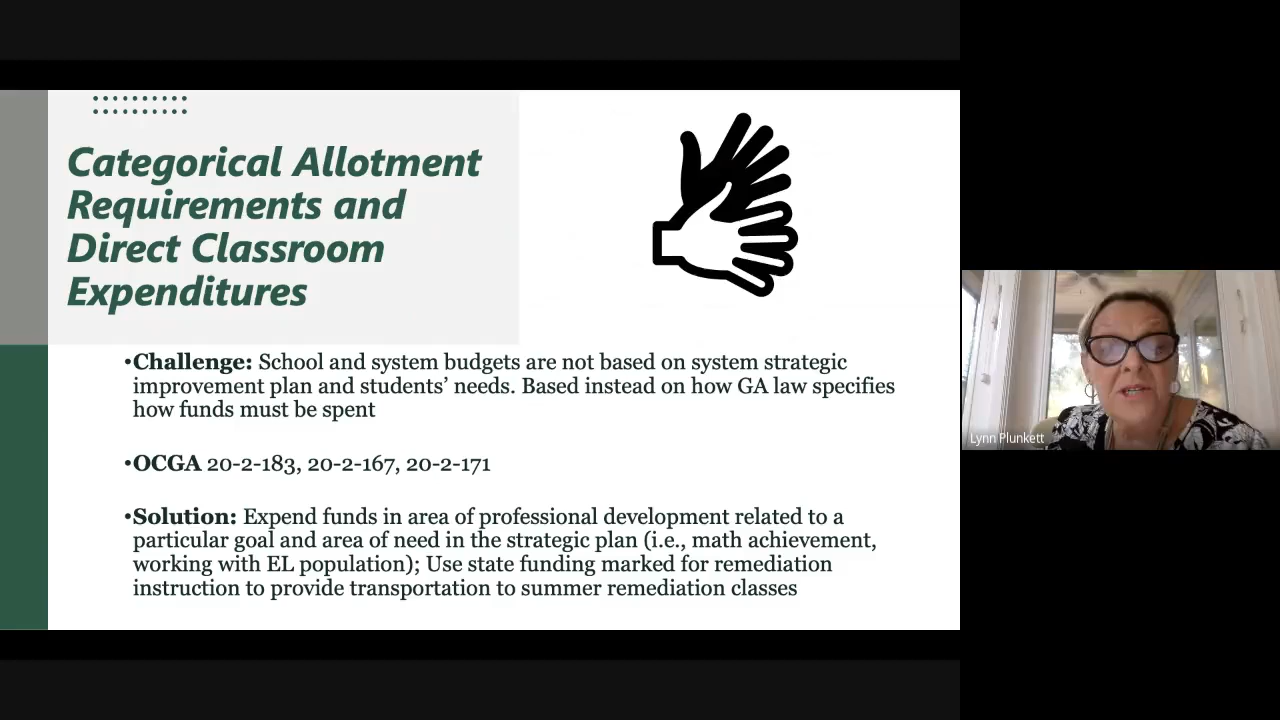 Categorical Allotment
Requirements and
Direct Classroom
Expenditures
•Challenge: School and system budgets are not based on system strategic
improvement plan and students’ needs. Based instead on how GA law specifies
how funds must be spent
•OCGA 20-2-183, 20-2-167, 20-2-171
•Solution: Expend funds in area of professional development related to a
particular goal and area of need in the strategic plan (i.e., math achievement,
working with EL population); Use state funding marked for remediation
instruction to provide transportation to summer remediation classes
Lynn Plunkett